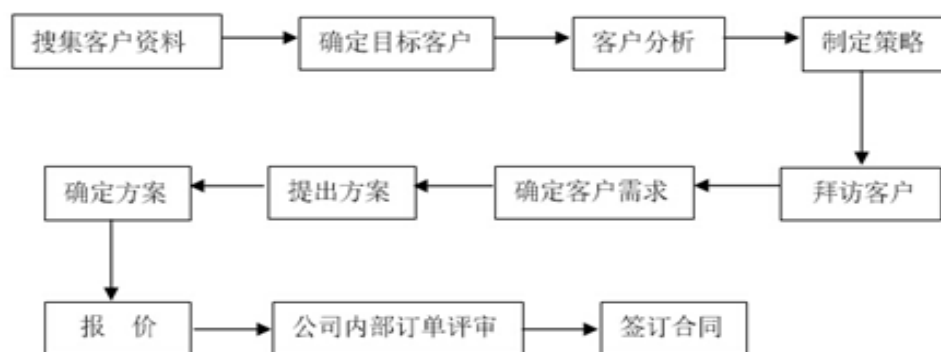 搜集客户资料
确定目标客户
客户分析
制定策略
拜访客户
确定客户需求
提出方案
确定方案
报 价
公司内部订单评审
签订合同